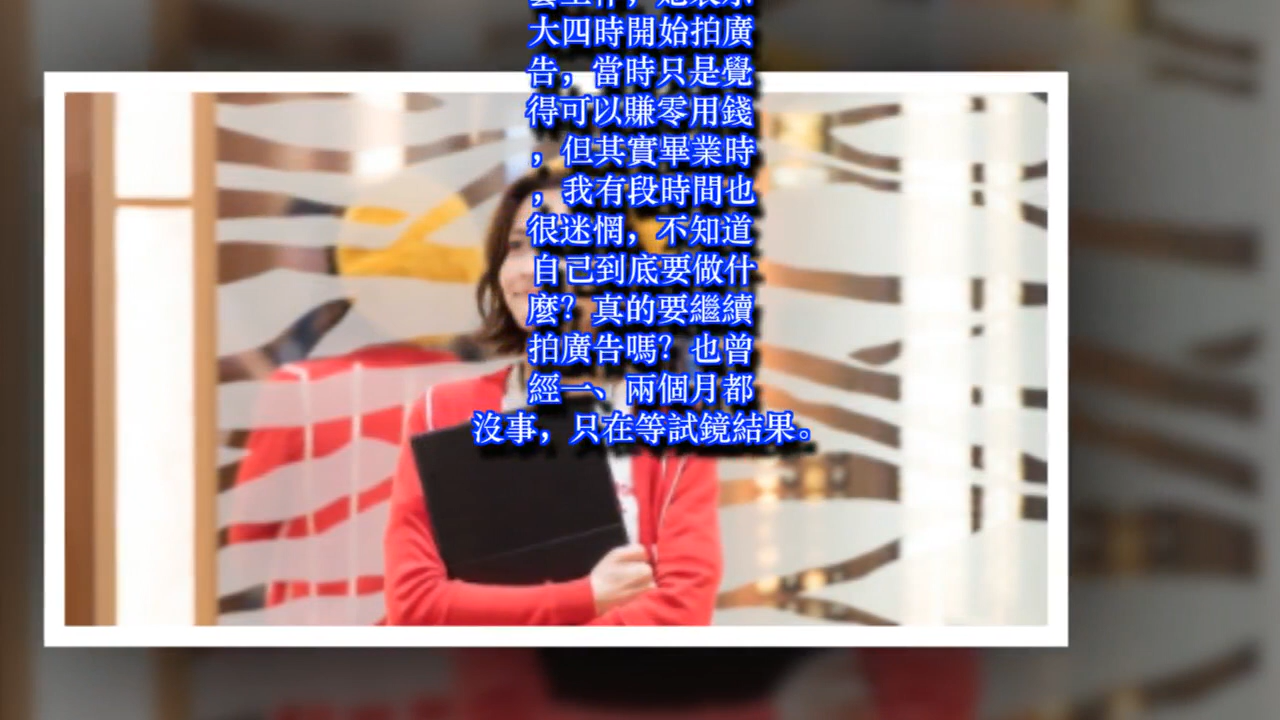 大四時開始拍廣
告，當時只是覺
得可以賺零用錢
，但其實畢業時
，我有段時間也
很迷惘，不知道
自己到底要做什
麼？真的要繼續
拍廣告嗎？也曾
經一、兩個月都
沒事，只在等試鏡結果。